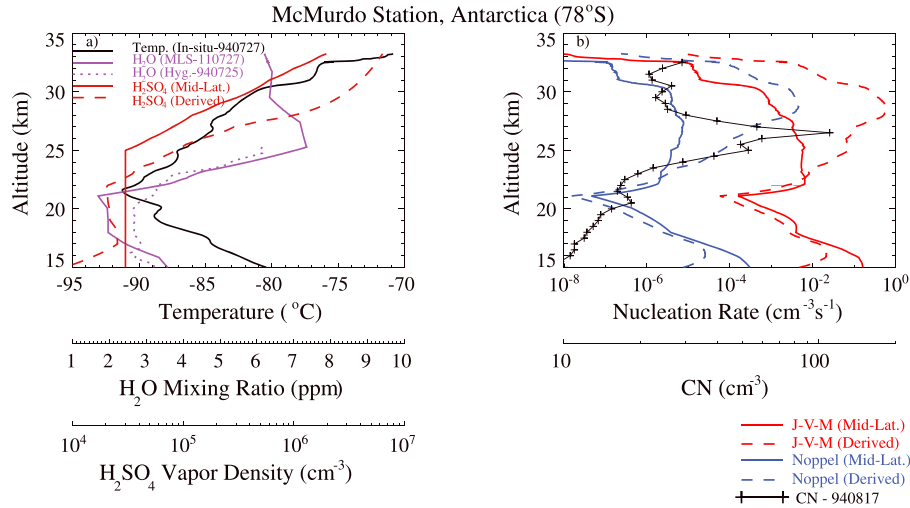 McMurdo Station, Antarctica (78°S)
a)
Temp. (In-situ-940727)
H2O (MLS-110727)
H2O (Hyg.-940725)
H2SO4 (Mid-Lat.)
H2SO4 (Derived)
b)
35
30
25
20
15
Altitude (km)
35
30
25
20
15
Altitude (km)
-95 -90 -85 -80 -75 -70
Temperature ( °C)
10^-8 10^-6 10^-4 10^-2 10^0
Nucleation Rate (cm^-3s^-1)
1 2 3 4 5 6 7 8 9 10
H2O Mixing Ratio (ppm)
10 100
CN (cm^-3)
10^4 10^5 10^6 10^7
H2SO4 Vapor Density (cm^-3)
J-V-M (Mid-Lat.)
J-V-M (Derived)
Noppel (Mid-Lat.)
Noppel (Derived)
CN - 940817